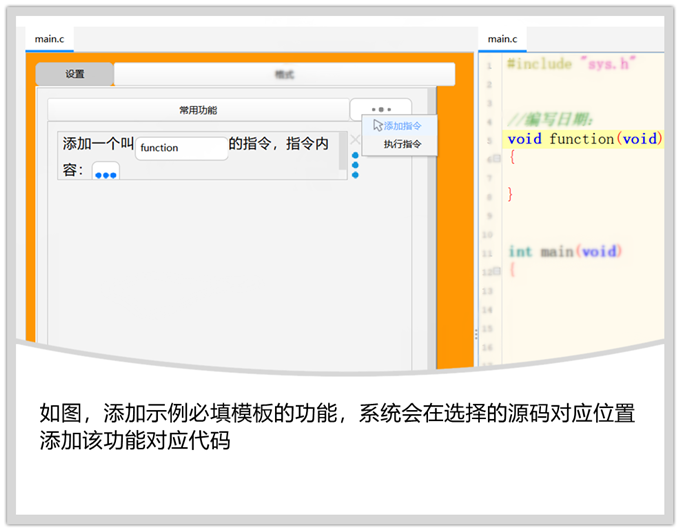 main.c
设置
格式
常用功能
添加一个叫 function 的指令，指令内
容：
添加指令
执行指令
main.c
1 #include "sys.h"
2
3
4 //编写日期：
5 void function(void)
6 {
7
8 }
9
10
11 int main(void)
12 {
13
14
15
16
如图，添加示例必填模板的功能，系统会在选择的源码对应位置
添加该功能对应代码